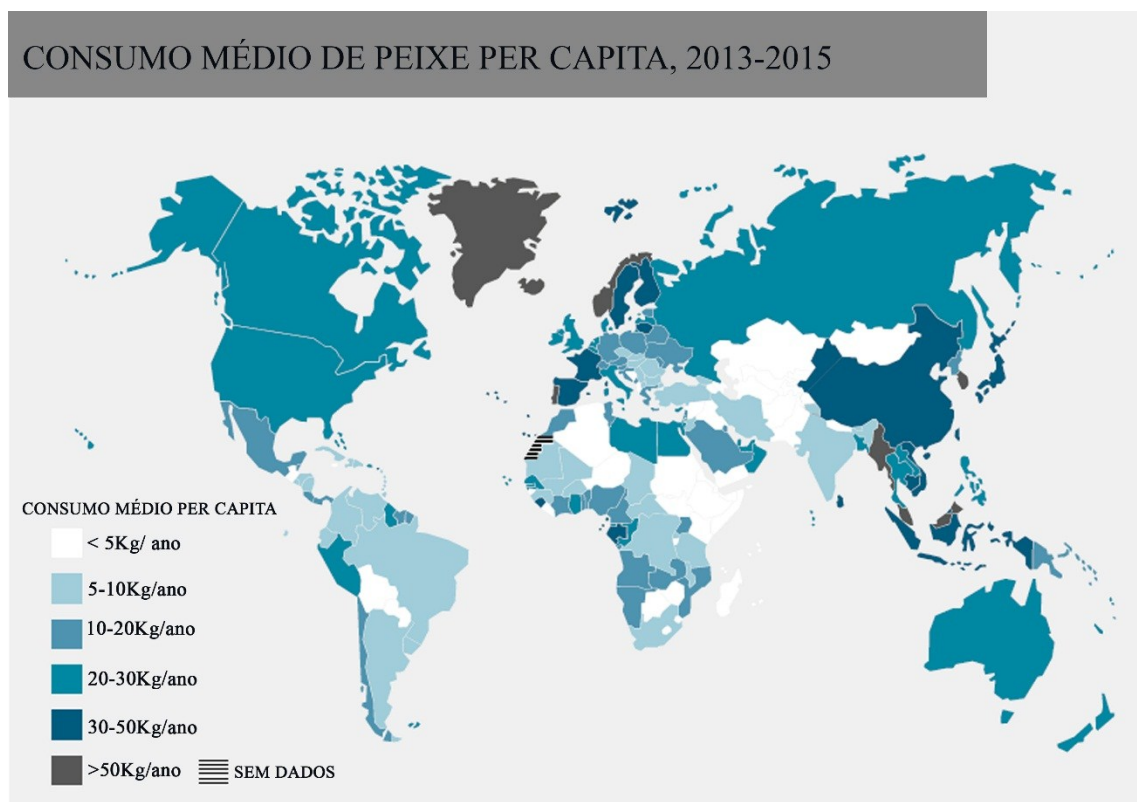 CONSUMO MÉDIO DE PEIXE PER CAPITA, 2013-2015
CONSUMO MÉDIO PER CAPITA
< 5Kg/ ano
5-10Kg/ano
10-20Kg/ano
20-30Kg/ano
30-50Kg/ano
>50Kg/ano SEM DADOS